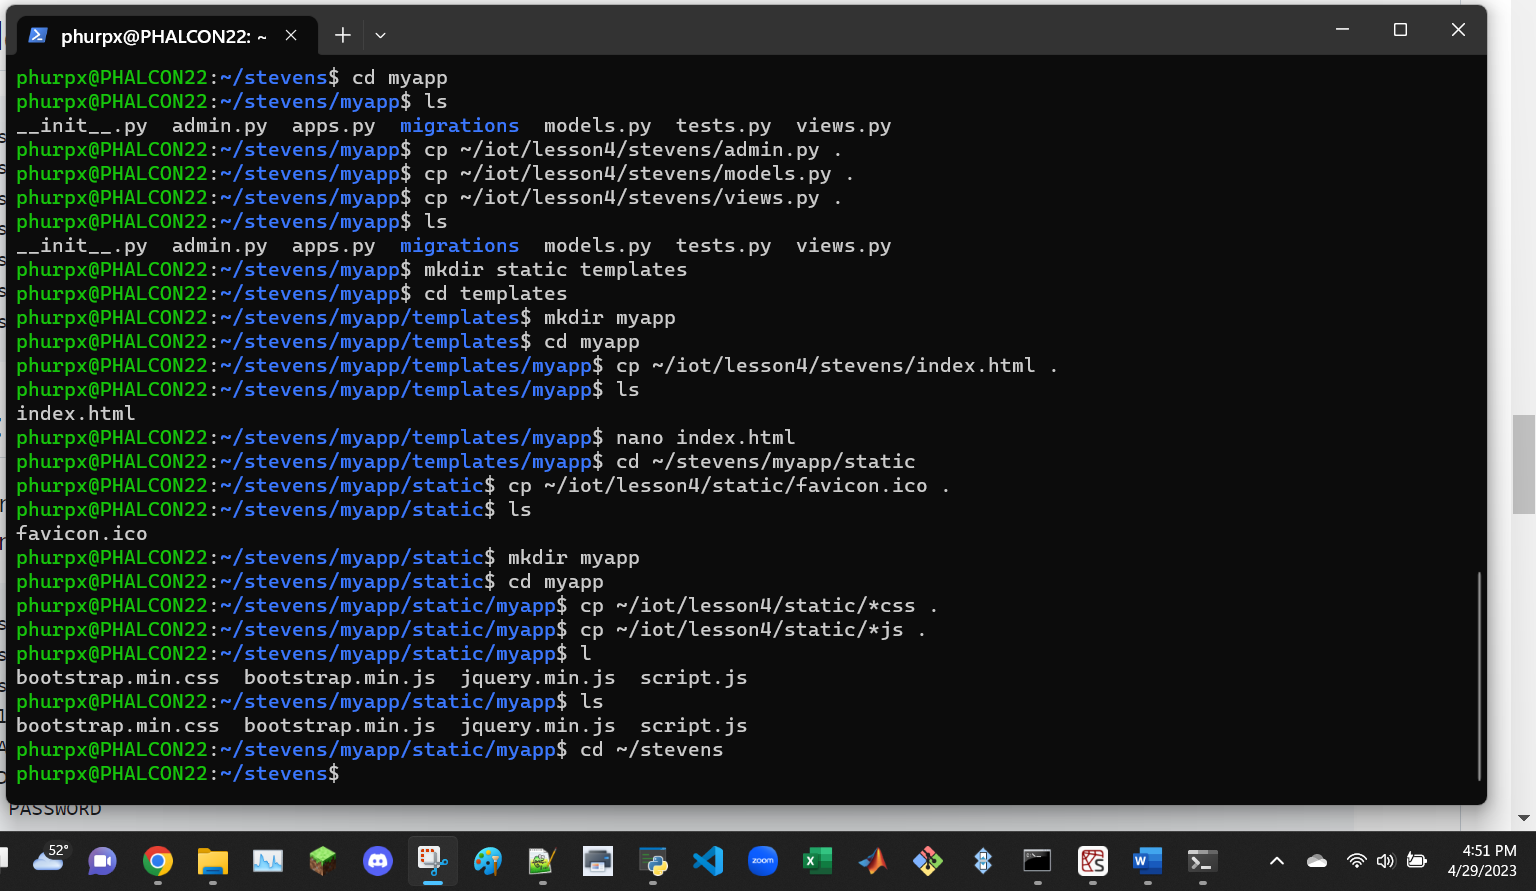 phurpx@PHALCON22: ~
phurpx@PHALCON22:~/stevens$ cd myapp
phurpx@PHALCON22:~/stevens/myapp$ ls
__init__.py  admin.py  apps.py  migrations  models.py  tests.py  views.py
phurpx@PHALCON22:~/stevens/myapp$ cp ~/iot/lesson4/stevens/admin.py .
phurpx@PHALCON22:~/stevens/myapp$ cp ~/iot/lesson4/stevens/models.py .
phurpx@PHALCON22:~/stevens/myapp$ cp ~/iot/lesson4/stevens/views.py .
phurpx@PHALCON22:~/stevens/myapp$ ls
__init__.py  admin.py  apps.py  migrations  models.py  tests.py  views.py
phurpx@PHALCON22:~/stevens/myapp$ mkdir static templates
phurpx@PHALCON22:~/stevens/myapp$ cd templates
phurpx@PHALCON22:~/stevens/myapp/templates$ mkdir myapp
phurpx@PHALCON22:~/stevens/myapp/templates$ cd myapp
phurpx@PHALCON22:~/stevens/myapp/templates/myapp$ cp ~/iot/lesson4/stevens/index.html .
phurpx@PHALCON22:~/stevens/myapp/templates/myapp$ ls
index.html
phurpx@PHALCON22:~/stevens/myapp/templates/myapp$ nano index.html
phurpx@PHALCON22:~/stevens/myapp/templates/myapp$ cd ~/stevens/myapp/static
phurpx@PHALCON22:~/stevens/myapp/static$ cp ~/iot/lesson4/static/favicon.ico .
phurpx@PHALCON22:~/stevens/myapp/static$ ls
favicon.ico
phurpx@PHALCON22:~/stevens/myapp/static$ mkdir myapp
phurpx@PHALCON22:~/stevens/myapp/static$ cd myapp
phurpx@PHALCON22:~/stevens/myapp/static/myapp$ cp ~/iot/lesson4/static/*css .
phurpx@PHALCON22:~/stevens/myapp/static/myapp$ cp ~/iot/lesson4/static/*js .
phurpx@PHALCON22:~/stevens/myapp/static/myapp$ l
bootstrap.min.css  bootstrap.min.js  jquery.min.js  script.js
phurpx@PHALCON22:~/stevens/myapp/static/myapp$ ls
bootstrap.min.css  bootstrap.min.js  jquery.min.js  script.js
phurpx@PHALCON22:~/stevens/myapp/static/myapp$ cd ~/stevens
phurpx@PHALCON22:~/stevens$
PASSWORD
52°
zoom
4:51 PM
4/29/2023